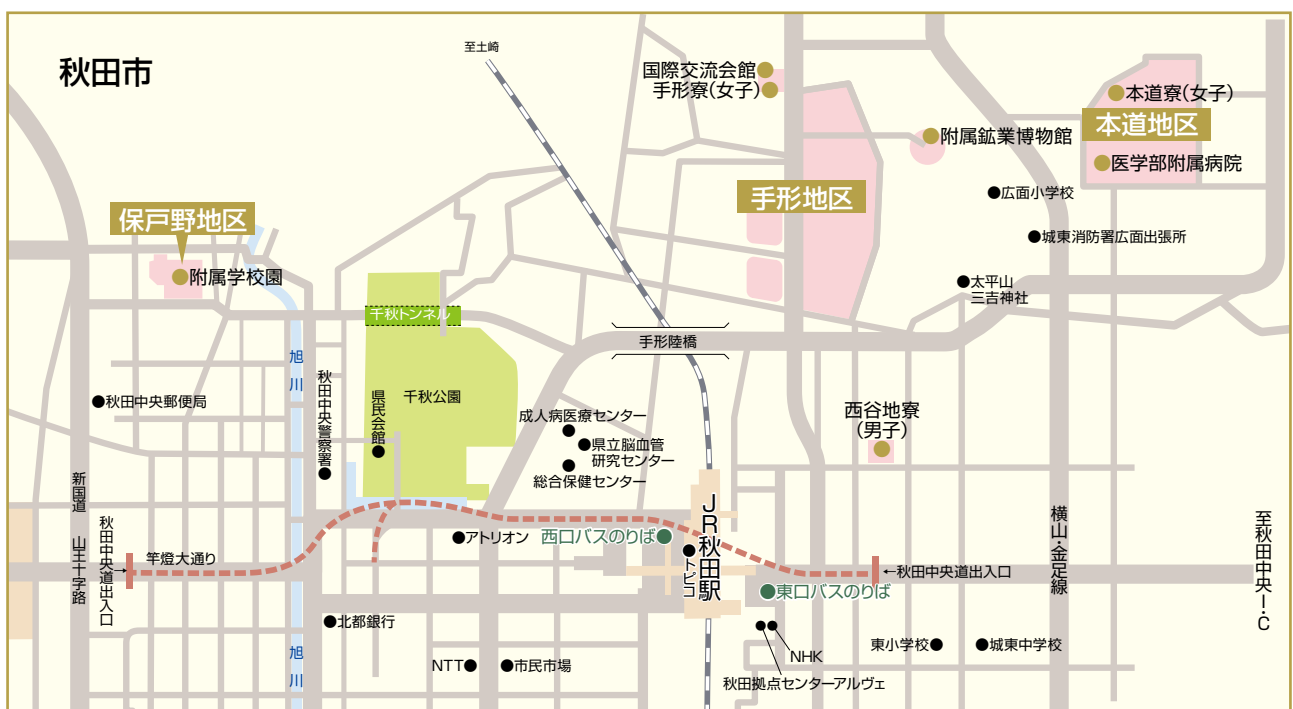 秋田市
至土崎
国際交流会館
手形寮(女子)
本道寮(女子)
本道地区
附属鉱業博物館
医学部附属病院
手形地区
広面小学校
保戸野地区
城東消防署広面出張所
附属学校園
太平山
三吉神社
千秋トンネル
手形陸橋
旭川
秋田中央郵便局
秋田中央警察署
県民会館
千秋公園
成人病医療センター
県立脳血管
研究センター
総合保健センター
西谷地寮
(男子)
新国道
山王十字路
秋田中央道出入口
竿燈大通り
アトリオン
西口バスのりば
JR秋田駅
トピコ
←秋田中央道出入口
横山・金足線
至秋田中央I・C
東口バスのりば
北都銀行
旭川
NTT
市民市場
NHK
秋田拠点センターアルヴェ
東小学校
城東中学校